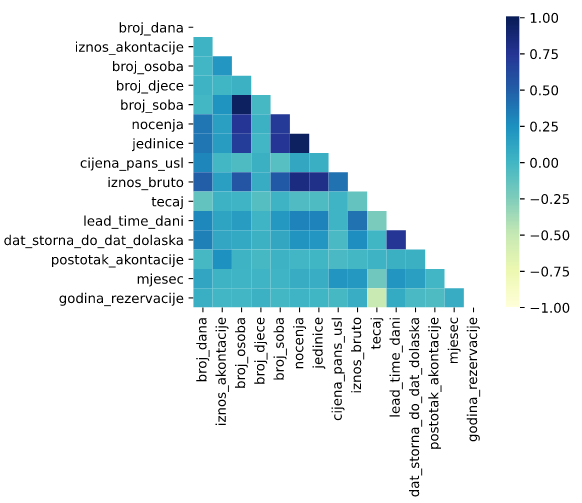 broj_dana
iznos_akontacije
broj_osoba
broj_djece
broj_soba
nocenja
jedinice
cijena_pans_usl
iznos_bruto
tecaj
lead_time_dani
dat_storna_do_dat_dolaska
postotak_akontacije
mjesec
godina_rezervacije
broj_dana
iznos_akontacije
broj_osoba
broj_djece
broj_soba
nocenja
jedinice
cijena_pans_usl
iznos_bruto
tecaj
lead_time_dani
dat_storna_do_dat_dolaska
postotak_akontacije
mjesec
godina_rezervacije
1.00
0.75
0.50
0.25
0.00
−0.25
−0.50
−0.75
−1.00